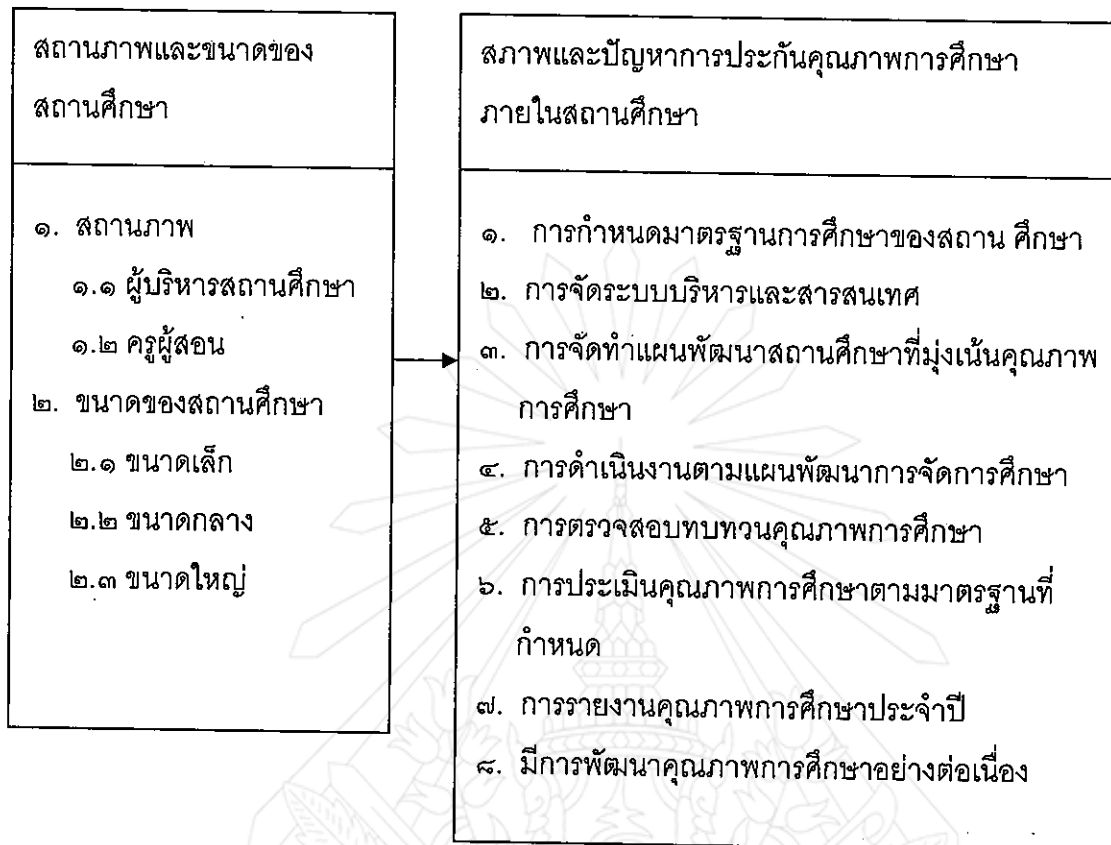 สถานภาพและขนาดของ
สถานศึกษา
๑. สถานภาพ
๑.๑ ผู้บริหารสถานศึกษา
๑.๒ ครูผู้สอน
๒. ขนาดของสถานศึกษา
๒.๑ ขนาดเล็ก
๒.๒ ขนาดกลาง
๒.๓ ขนาดใหญ่
สภาพและปัญหาการประกันคุณภาพการศึกษา
ภายในสถานศึกษา
๑. การกำหนดมาตรฐานการศึกษาของสถาน ศึกษา
๒. การจัดระบบบริหารและสารสนเทศ
๓. การจัดทำแผนพัฒนาสถานศึกษาที่มุ่งเน้นคุณภาพ
การศึกษา
๔. การดำเนินงานตามแผนพัฒนาการจัดการศึกษา
๕. การตรวจสอบทบทวนคุณภาพการศึกษา
๖. การประเมินคุณภาพการศึกษาตามมาตรฐานที่
กำหนด
๗. การรายงานคุณภาพการศึกษาประจำปี
๘. มีการพัฒนาคุณภาพการศึกษาอย่างต่อเนื่อง